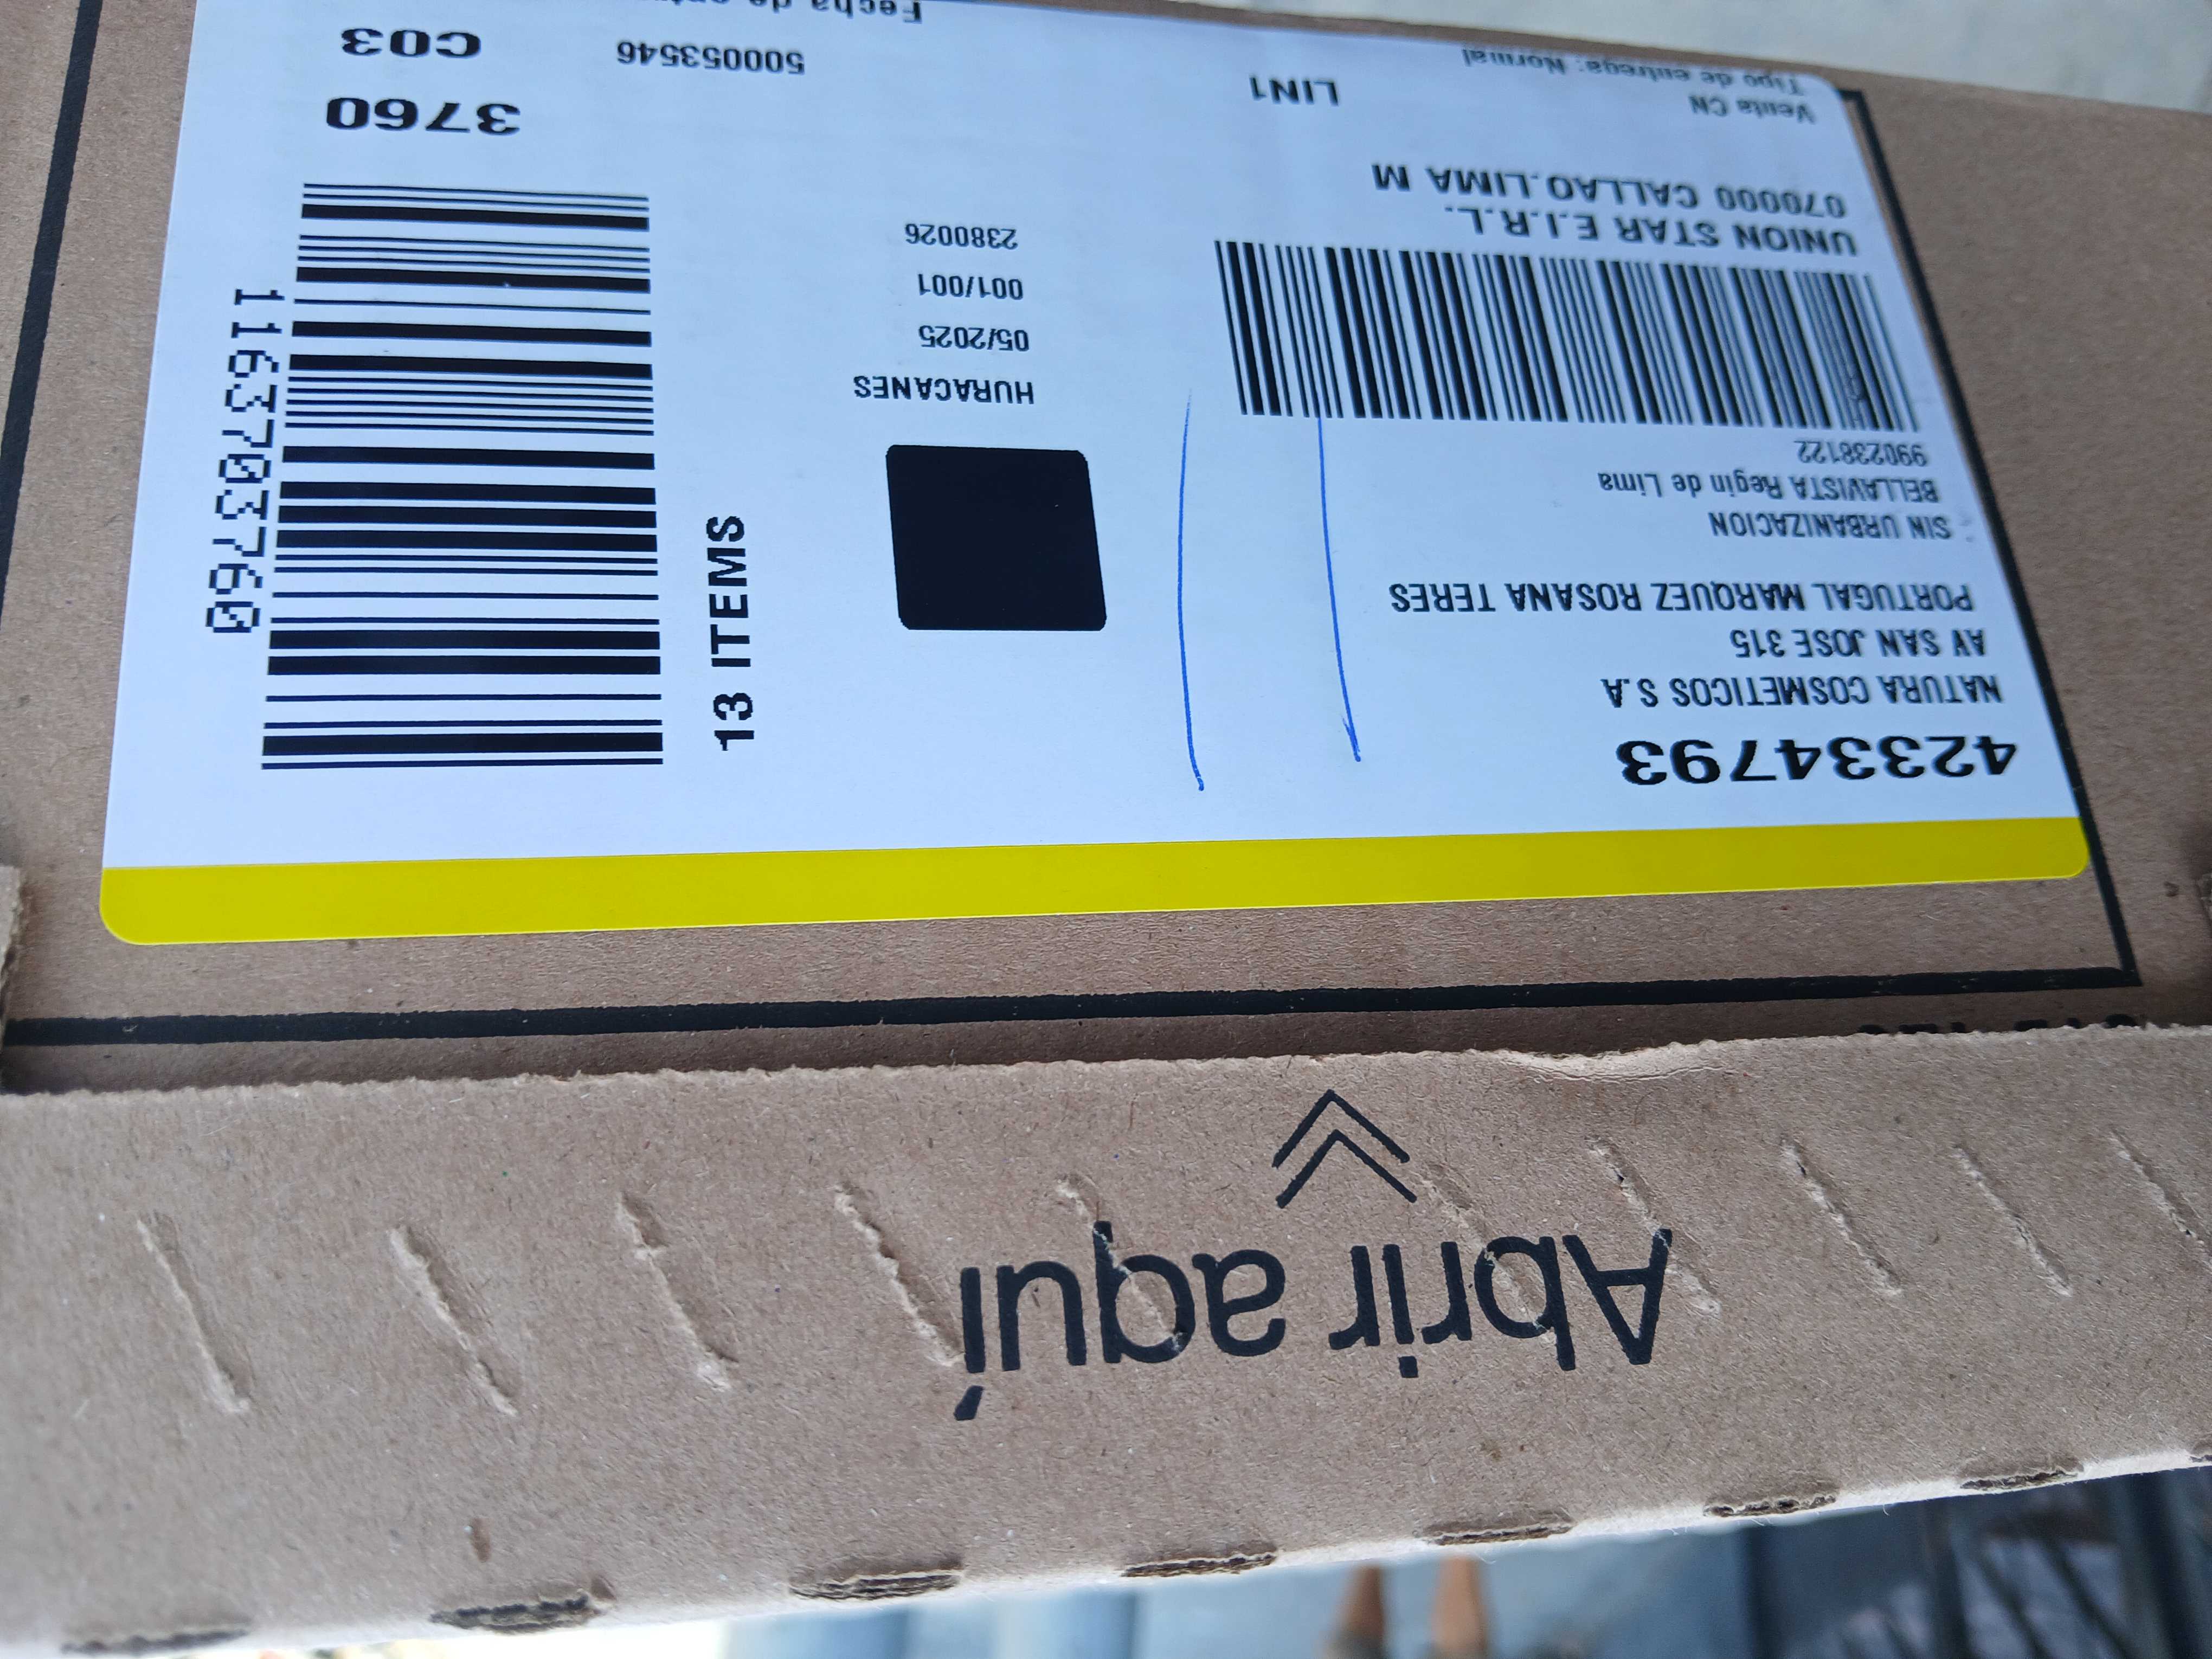 42334793
NATURA COSMETICOS S.A
AV SAN JOSE 315
PORTUGAL MARQUEZ ROSANA TERES
SIN URBANIZACION
BELLAVISTA Regin de Lima
990238122
UNION STAR E.I.R.L.
070000 CALLAO.LIMA M
Venta CN
Tipo de entrega: Normal
LIN1
HURACANES
05/2025
001/001
2380026
13 ITEMS
1163703760
3760
500053546
C03
Fecha de
Abrir aquí